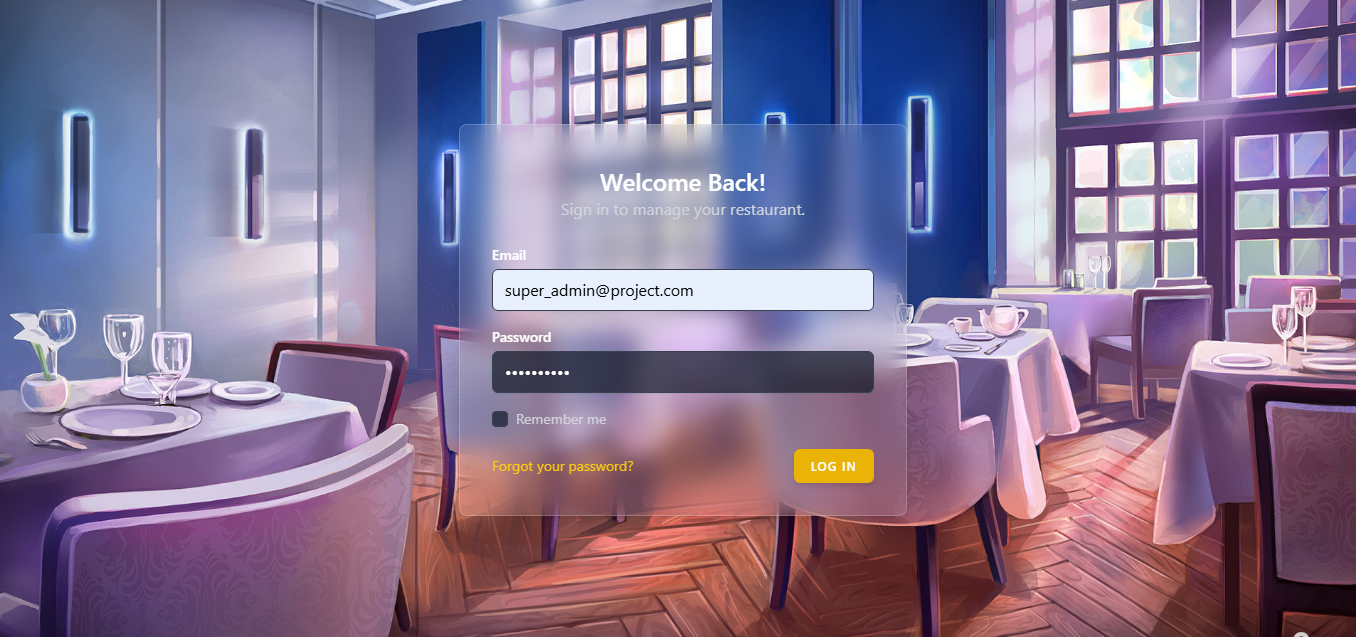 Welcome Back!
Sign in to manage your restaurant.
Email
super_admin@project.com
Password
••••••••••
Remember me
Forgot your password?
LOG IN